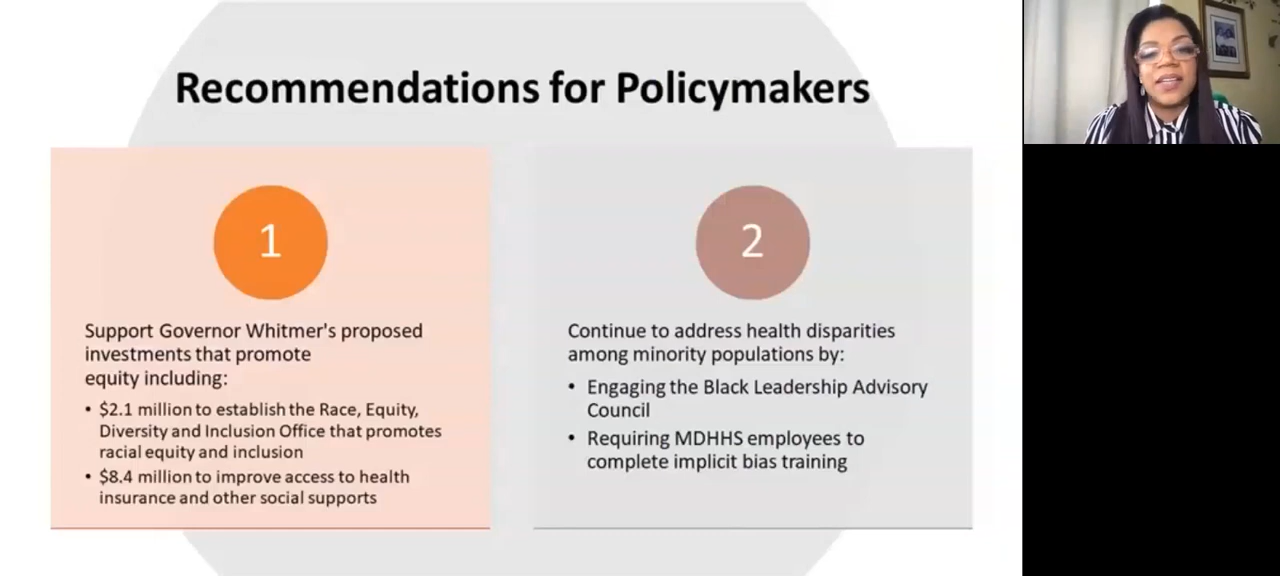 Recommendations for Policymakers
1
Support Governor Whitmer's proposed
investments that promote
equity including:
• $2.1 million to establish the Race, Equity,
Diversity and Inclusion Office that promotes
racial equity and inclusion
• $8.4 million to improve access to health
insurance and other social supports
2
Continue to address health disparities
among minority populations by:
• Engaging the Black Leadership Advisory
Council
• Requiring MDHHS employees to
complete implicit bias training